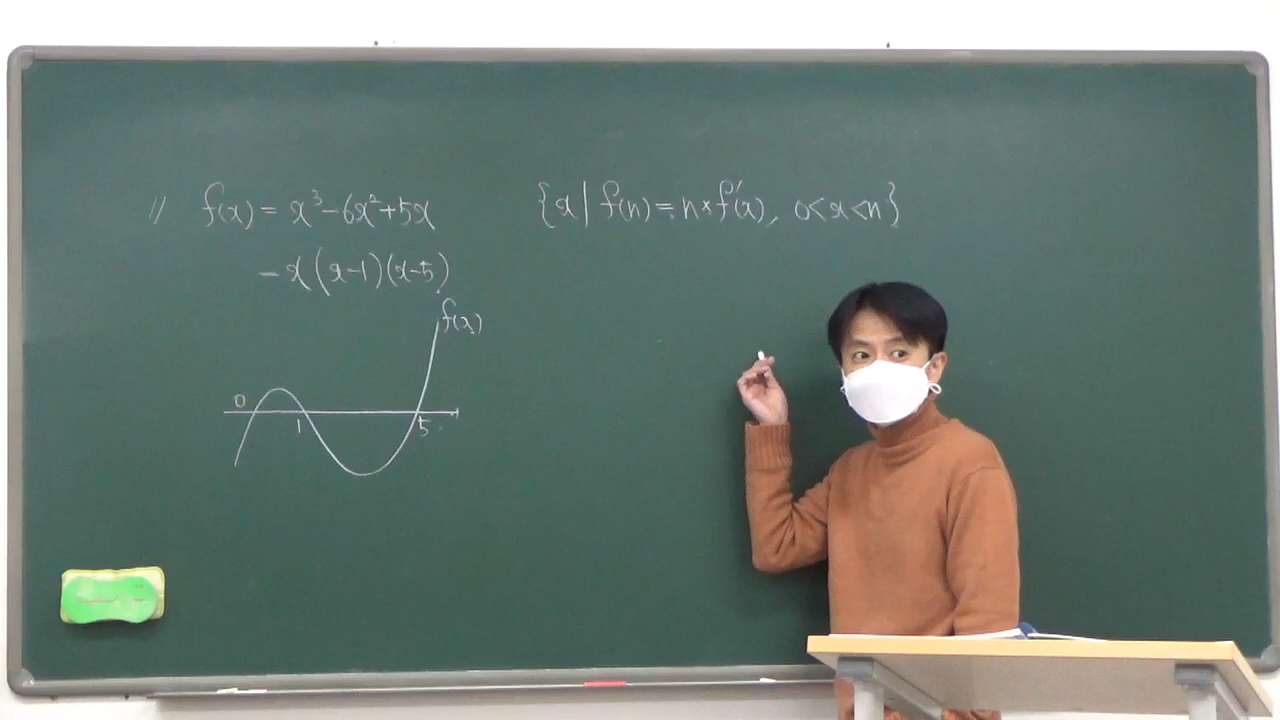 // f(x) = x³-6x²+5x
= x(x-1)(x-5)
{x | f(n) = n×f'(x), 0<x<n}
f(x)
0
1
5